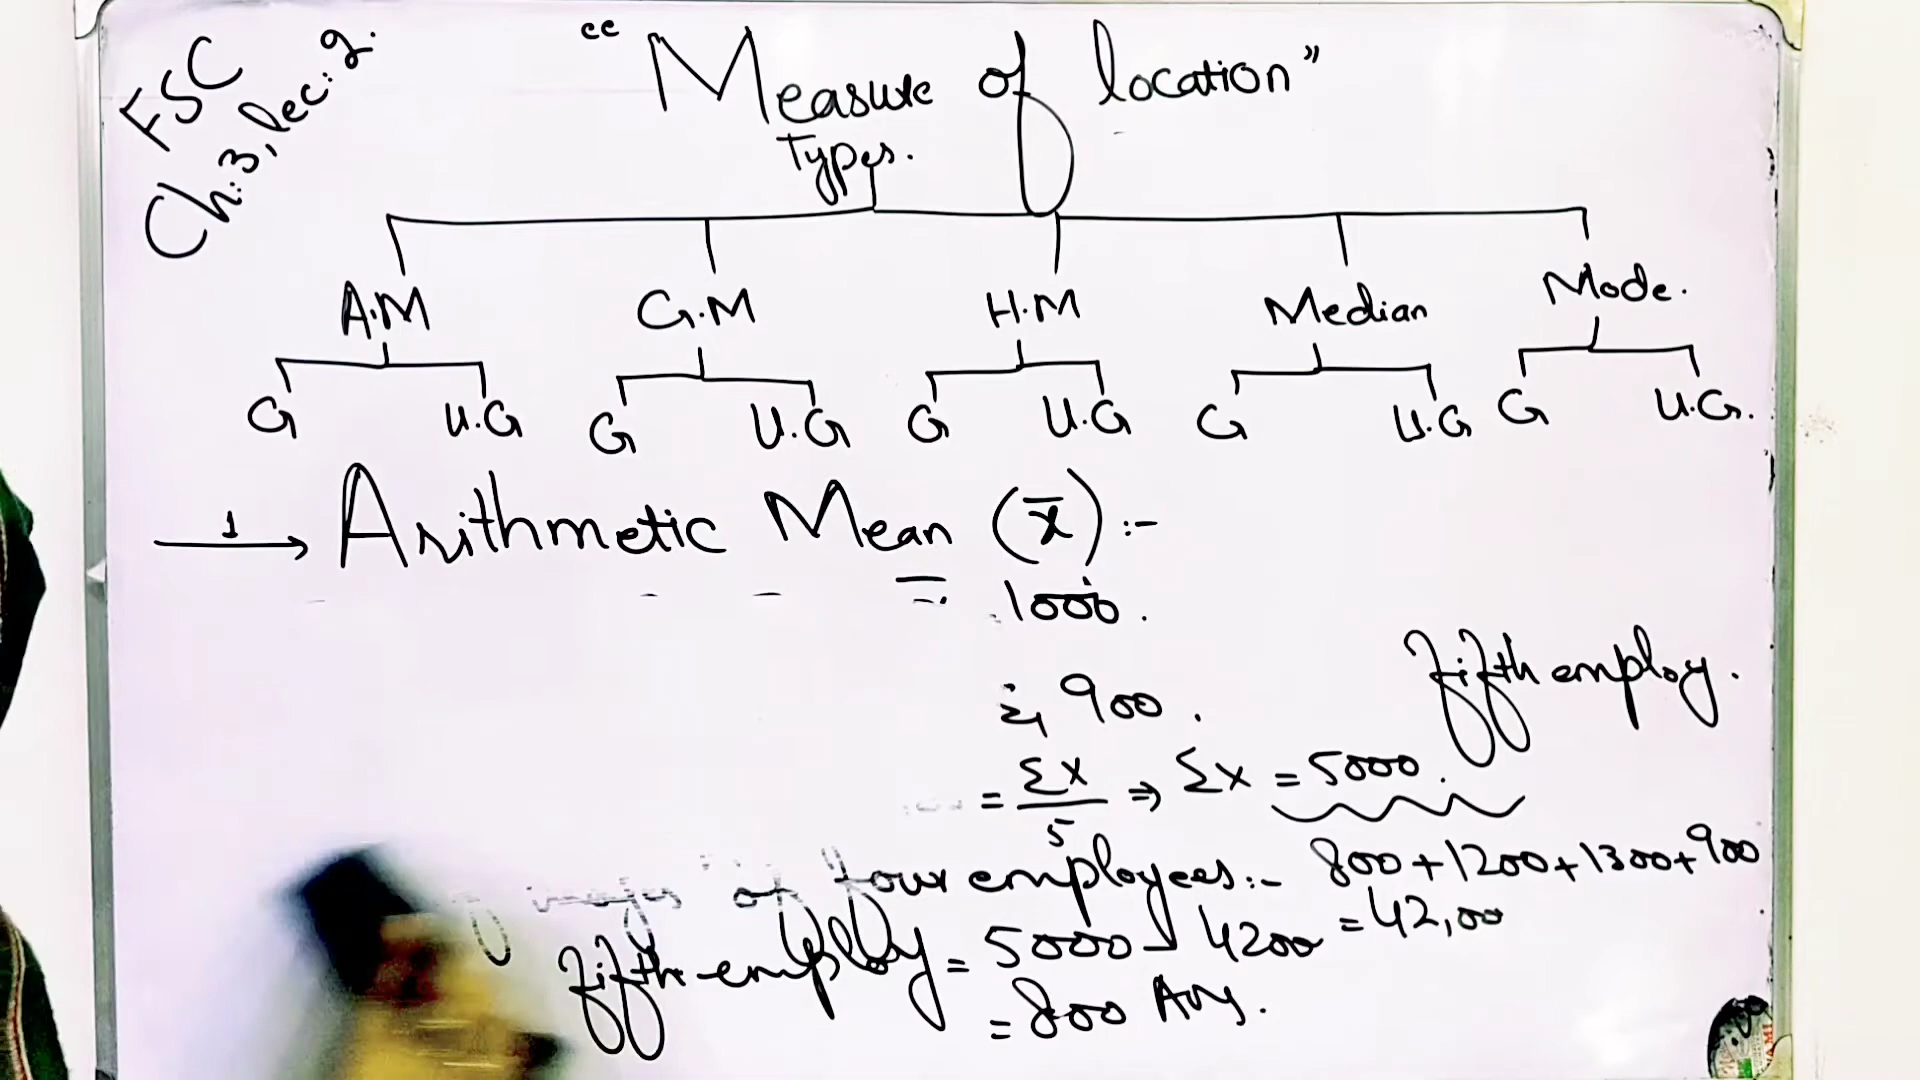 FSC
Ch:3, lec:2.
"Measure of location"
Types.
A.M G.M H.M Median Mode.
G U.G G U.G G U.G G U.G G U.G.
1 → Arithmetic Mean (x̄) :-
1000.
900.
fifth employ.
= Σx/5 ⇒ Σx = 5000.
of four employees:- 800+1200+1300+900
= 42,00
fifth employ = 5000 - 4200
= 800 Ans.